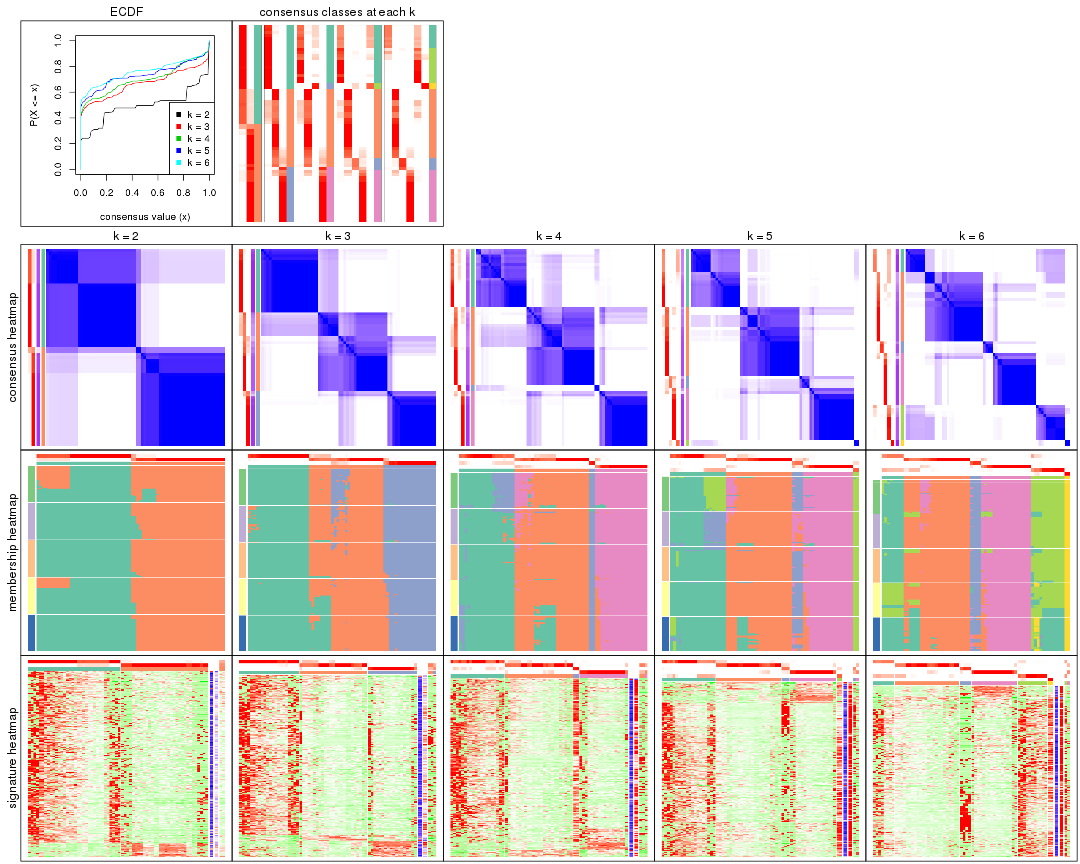 ECDF
consensus classes at each k
P(X <= x)
1.0
0.8
0.6
0.4
0.2
0.0
k = 2
k = 3
k = 4
k = 5
k = 6
0.0 0.2 0.4 0.6 0.8 1.0
consensus value (x)
k = 2
k = 3
k = 4
k = 5
k = 6
consensus heatmap
membership heatmap
signature heatmap